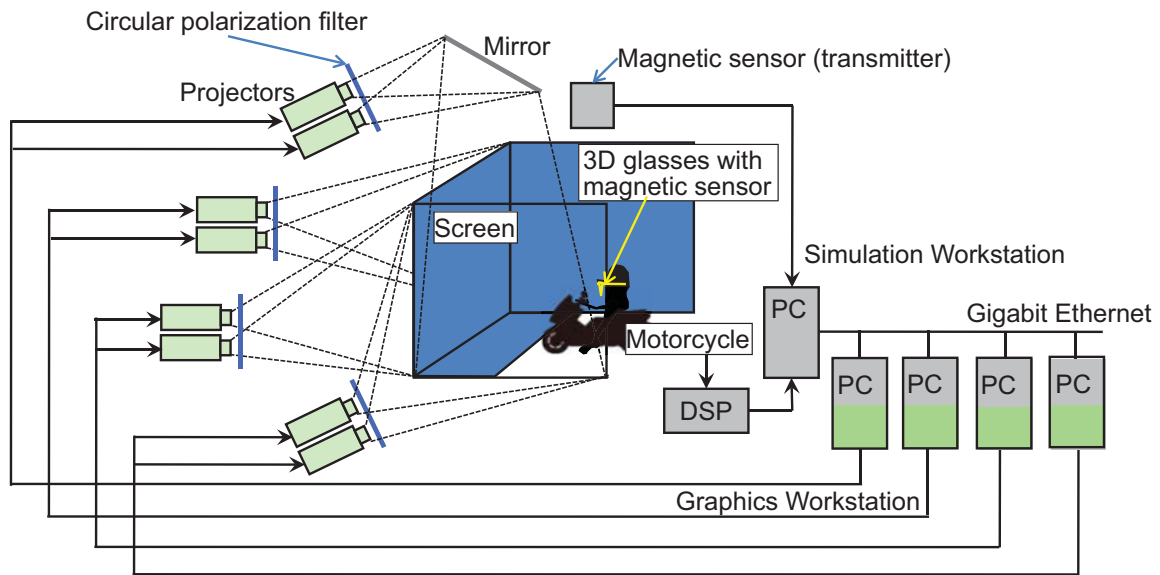 Circular polarization filter
Mirror
Magnetic sensor (transmitter)
Projectors
3D glasses with
magnetic sensor
Screen
Simulation Workstation
PC
Gigabit Ethernet
Motorcycle
DSP
PC
PC
PC
PC
Graphics Workstation